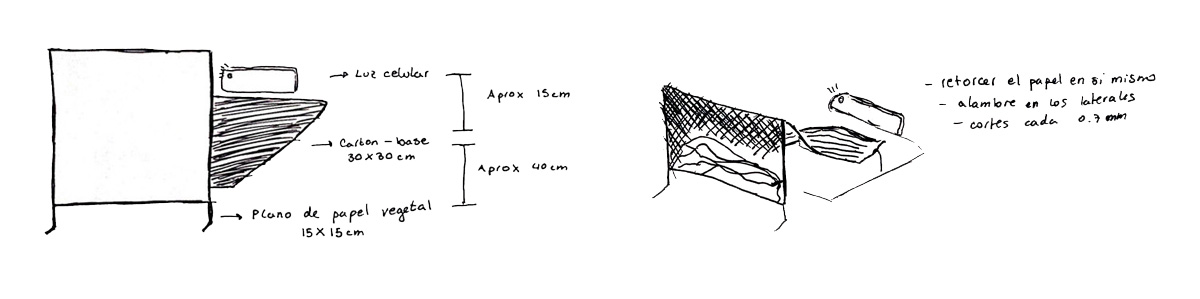 → Luz celular
Aprox 15cm
→ Carton - base
30 X 30 cm
Aprox 40cm
→ Plano de papel vegetal
15 X 15 cm
- retorcer el papel en si mismo
- alambre en los laterales
- cortes cada 0.7 mm